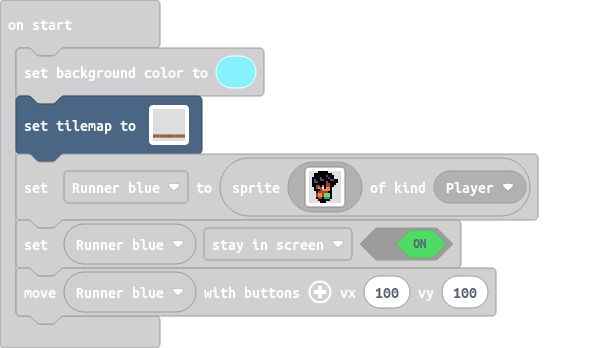 on start
set background color to
set tilemap to
set Runner blue to sprite of kind Player
set Runner blue stay in screen ON
move Runner blue with buttons + vx 100 vy 100